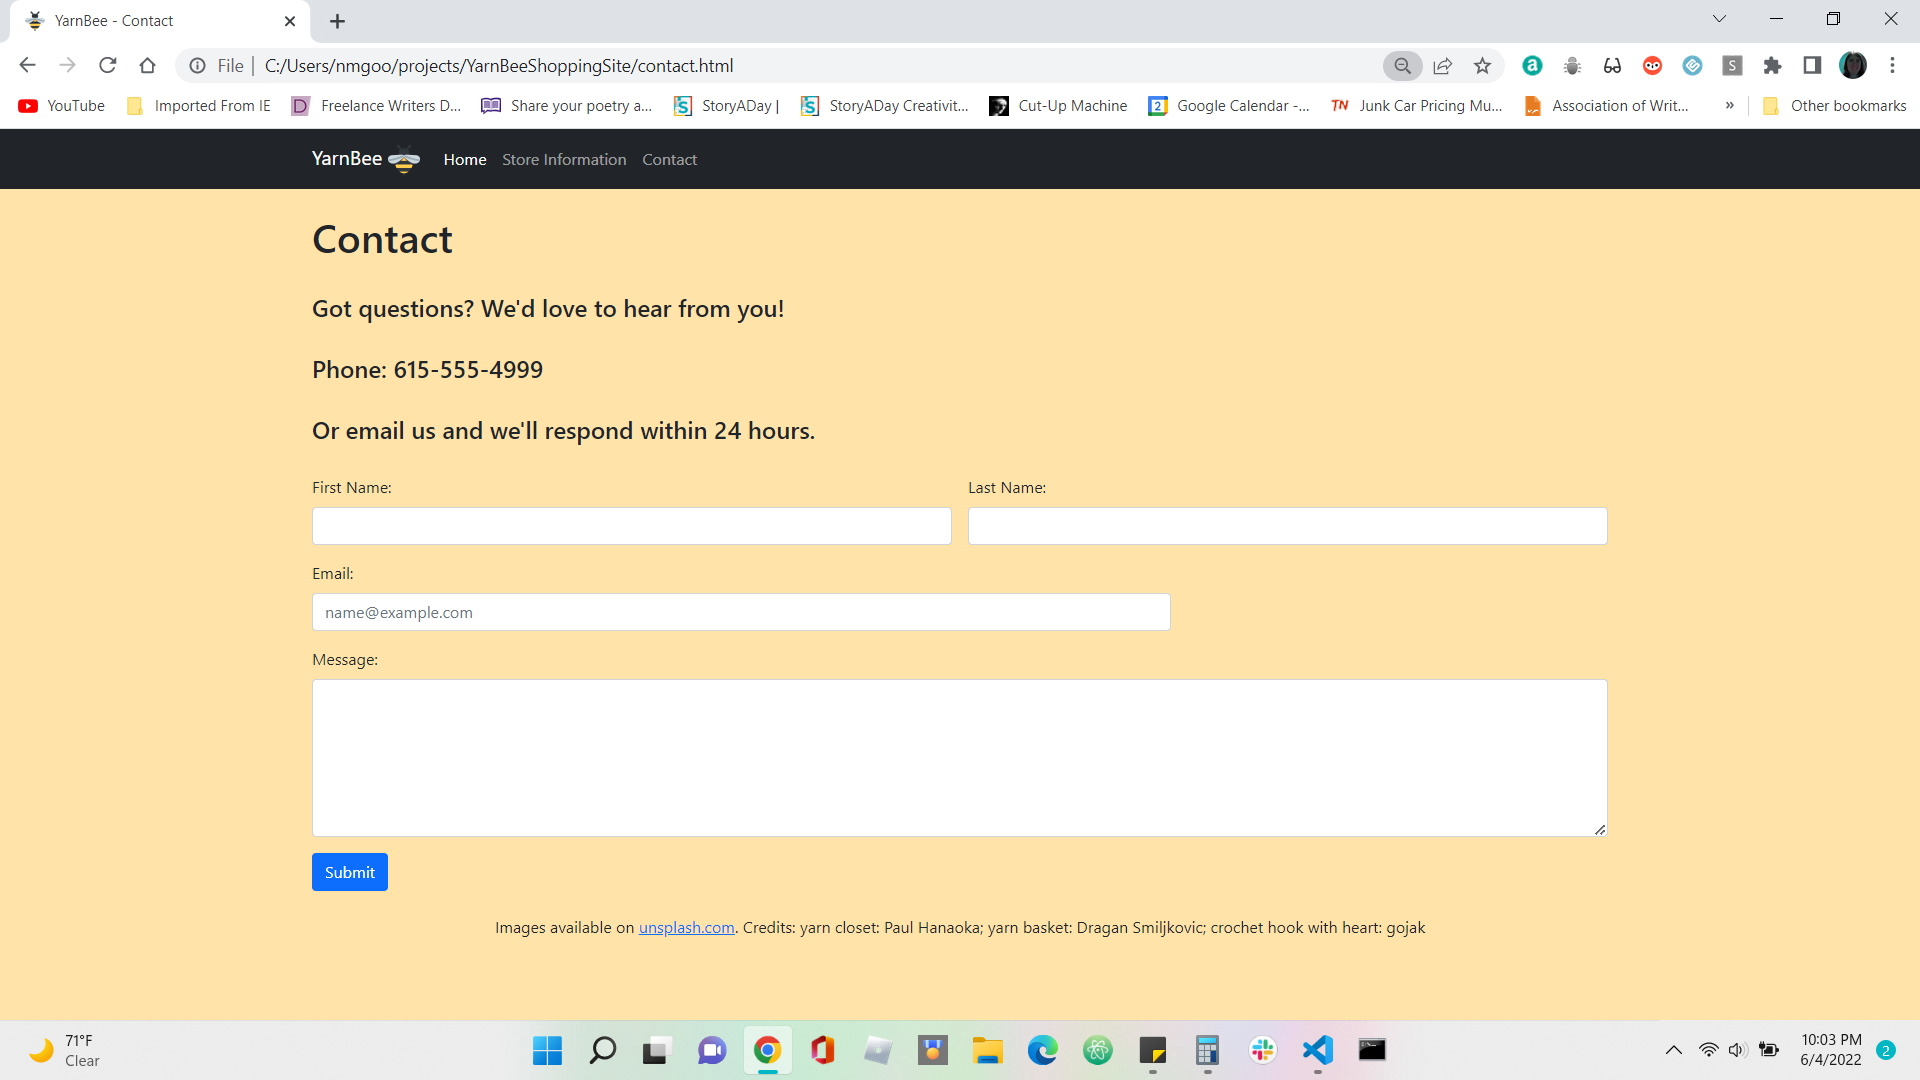 YarnBee - Contact
File
C:/Users/nmgoo/projects/YarnBeeShoppingSite/contact.html
YouTube
Imported From IE
Freelance Writers D...
Share your poetry a...
StoryADay |
StoryADay Creativit...
Cut-Up Machine
Google Calendar -...
Junk Car Pricing Mu...
Association of Writ...
»
Other bookmarks
YarnBee
Home
Store Information
Contact
Contact
Got questions? We'd love to hear from you!
Phone: 615-555-4999
Or email us and we'll respond within 24 hours.
First Name:
Last Name:
Email:
name@example.com
Message:
Submit
Images available on unsplash.com. Credits: yarn closet: Paul Hanaoka; yarn basket: Dragan Smiljkovic; crochet hook with heart: gojak
71°F
Clear
10:03 PM
6/4/2022
2